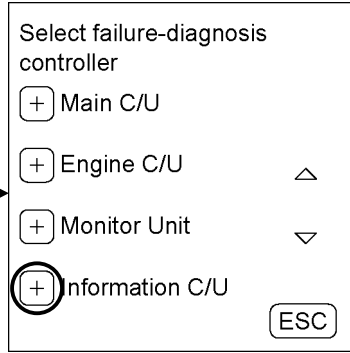 Select failure-diagnosis
controller
+ Main C/U
+ Engine C/U
+ Monitor Unit
+ Information C/U
ESC